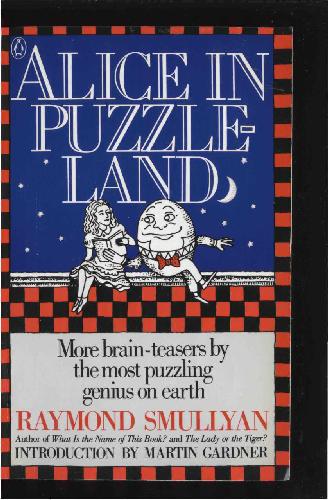 ALICE IN
PUZZLE-
LAND
More brain-teasers by
the most puzzling
genius on earth
RAYMOND SMULLYAN
Author of What Is the Name of This Book? and The Lady or the Tiger?
INTRODUCTION BY MARTIN GARDNER